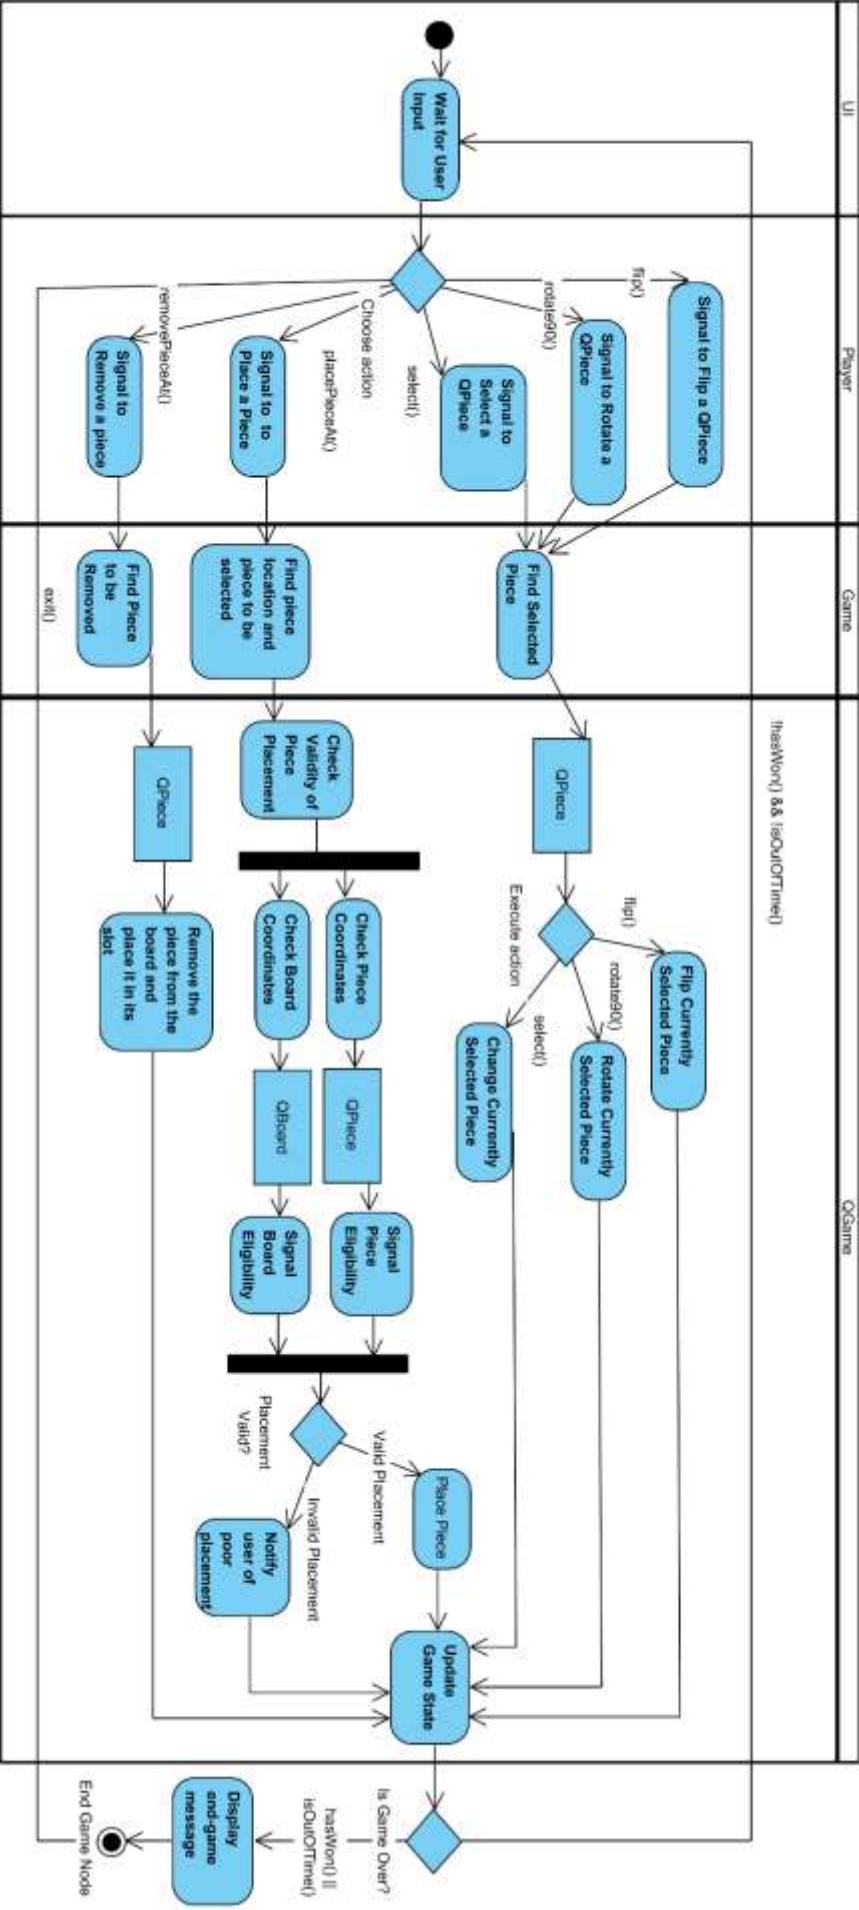 UI
Player
Game
QGame
!hasWon() && !isOutOfTime()
Wait for User
Input
flip()
Signal to Flip a QPiece
rotate90()
Signal to Rotate a
QPiece
select()
Signal to
Select a
QPiece
Choose action
placePieceAt()
Signal to to
Place a Piece
removePieceAt()
Signal to
Remove a piece
exit()
Find Selected
Piece
Find piece
location and
piece to be
selected
Find Piece
to be
Removed
QPiece
Execute action
flip()
Flip Currently
Selected Piece
rotate90()
Rotate Currently
Selected Piece
select()
Change Currently
Selected Piece
Check
Validity of
Piece
Placement
Check Piece
Coordinates
QPiece
Signal
Piece
Eligibility
Check Board
Coordinates
QBoard
Signal
Board
Eligibility
Placement
Valid?
Valid Placement
Place Piece
Invalid Placement
Notify
user of
poor
placement
QPiece
Remove the
piece from the
board and
place it in its
slot
Update
Game State
Is Game Over?
hasWon() ||
isOutOfTime()
Display
end-game
message
End Game Node